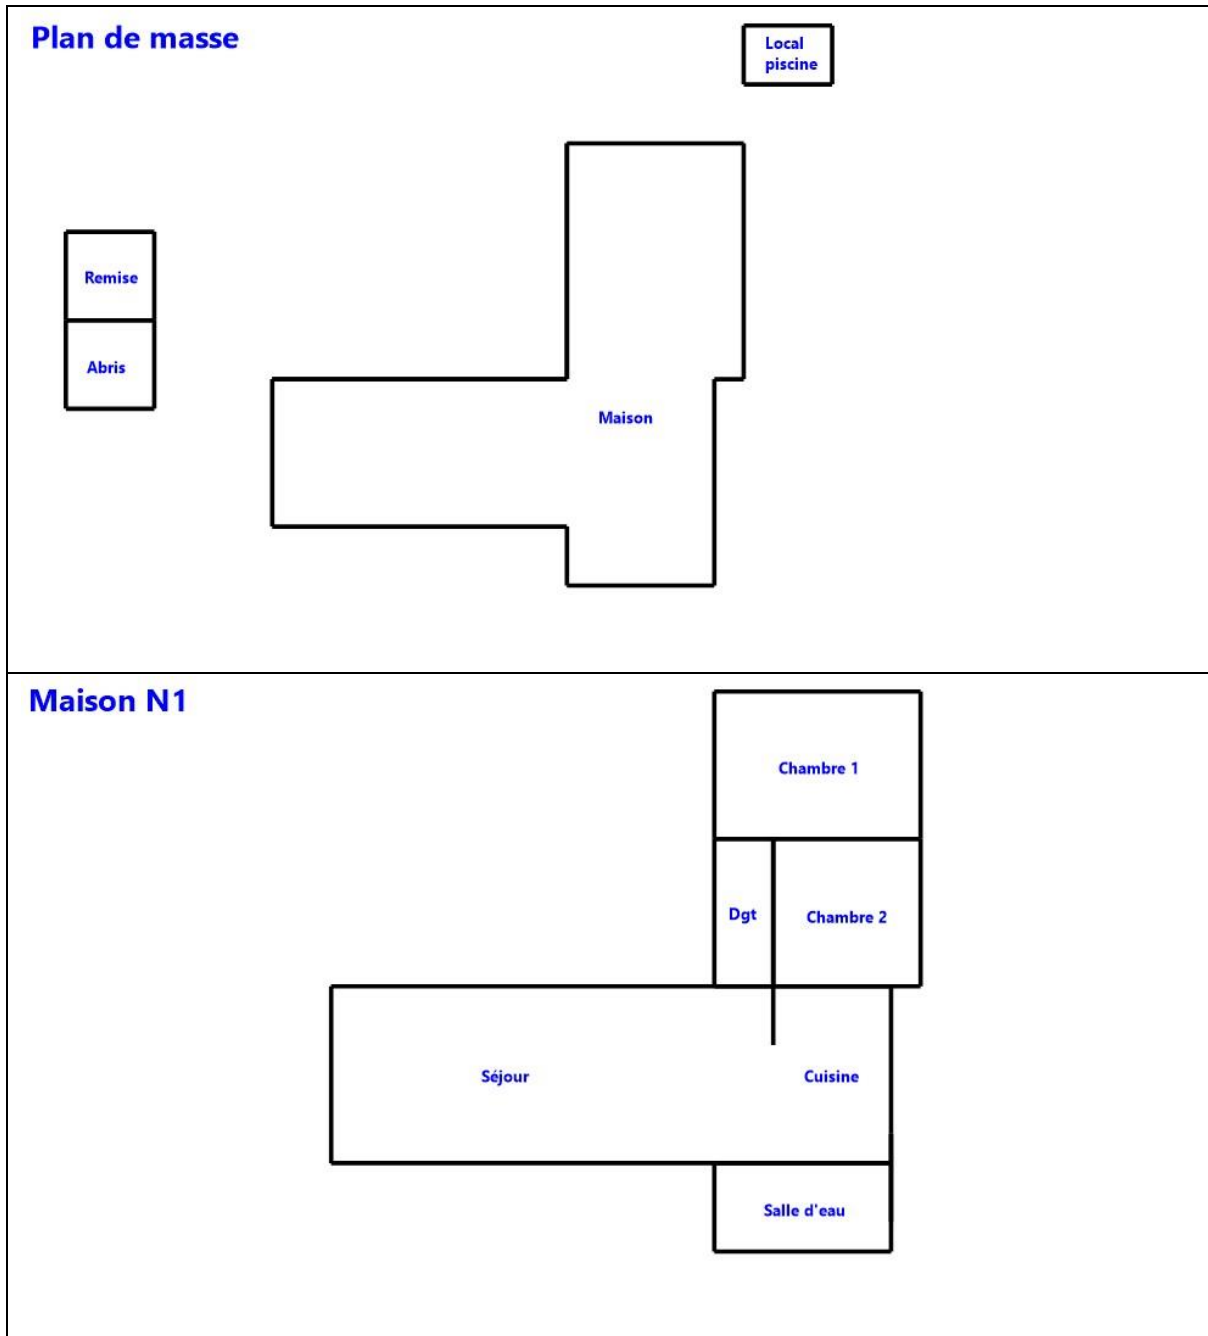 Plan de masse
Local
piscine
Remise
Abris
Maison
Maison N1
Chambre 1
Dgt
Chambre 2
Séjour
Cuisine
Salle d'eau